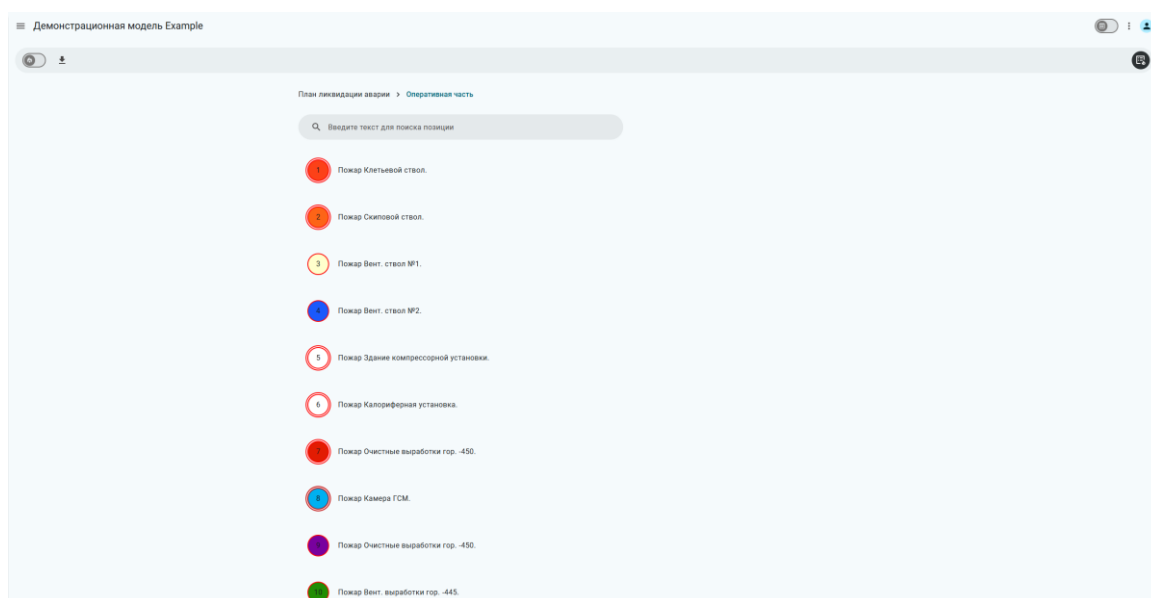 Демонстрационная модель Example
План ликвидации аварии > Оперативная часть
Введите текст для поиска позиции
1 Пожар Клетьевой ствол.
2 Пожар Скиповой ствол.
3 Пожар Вент. ствол №1.
4 Пожар Вент. ствол №2.
5 Пожар Здание компрессорной установки.
6 Пожар Калориферная установка.
7 Пожар Очистные выработки гор. -450.
8 Пожар Камера ГСМ.
9 Пожар Очистные выработки гор. -450.
10 Пожар Вент. выработки гор. -445.